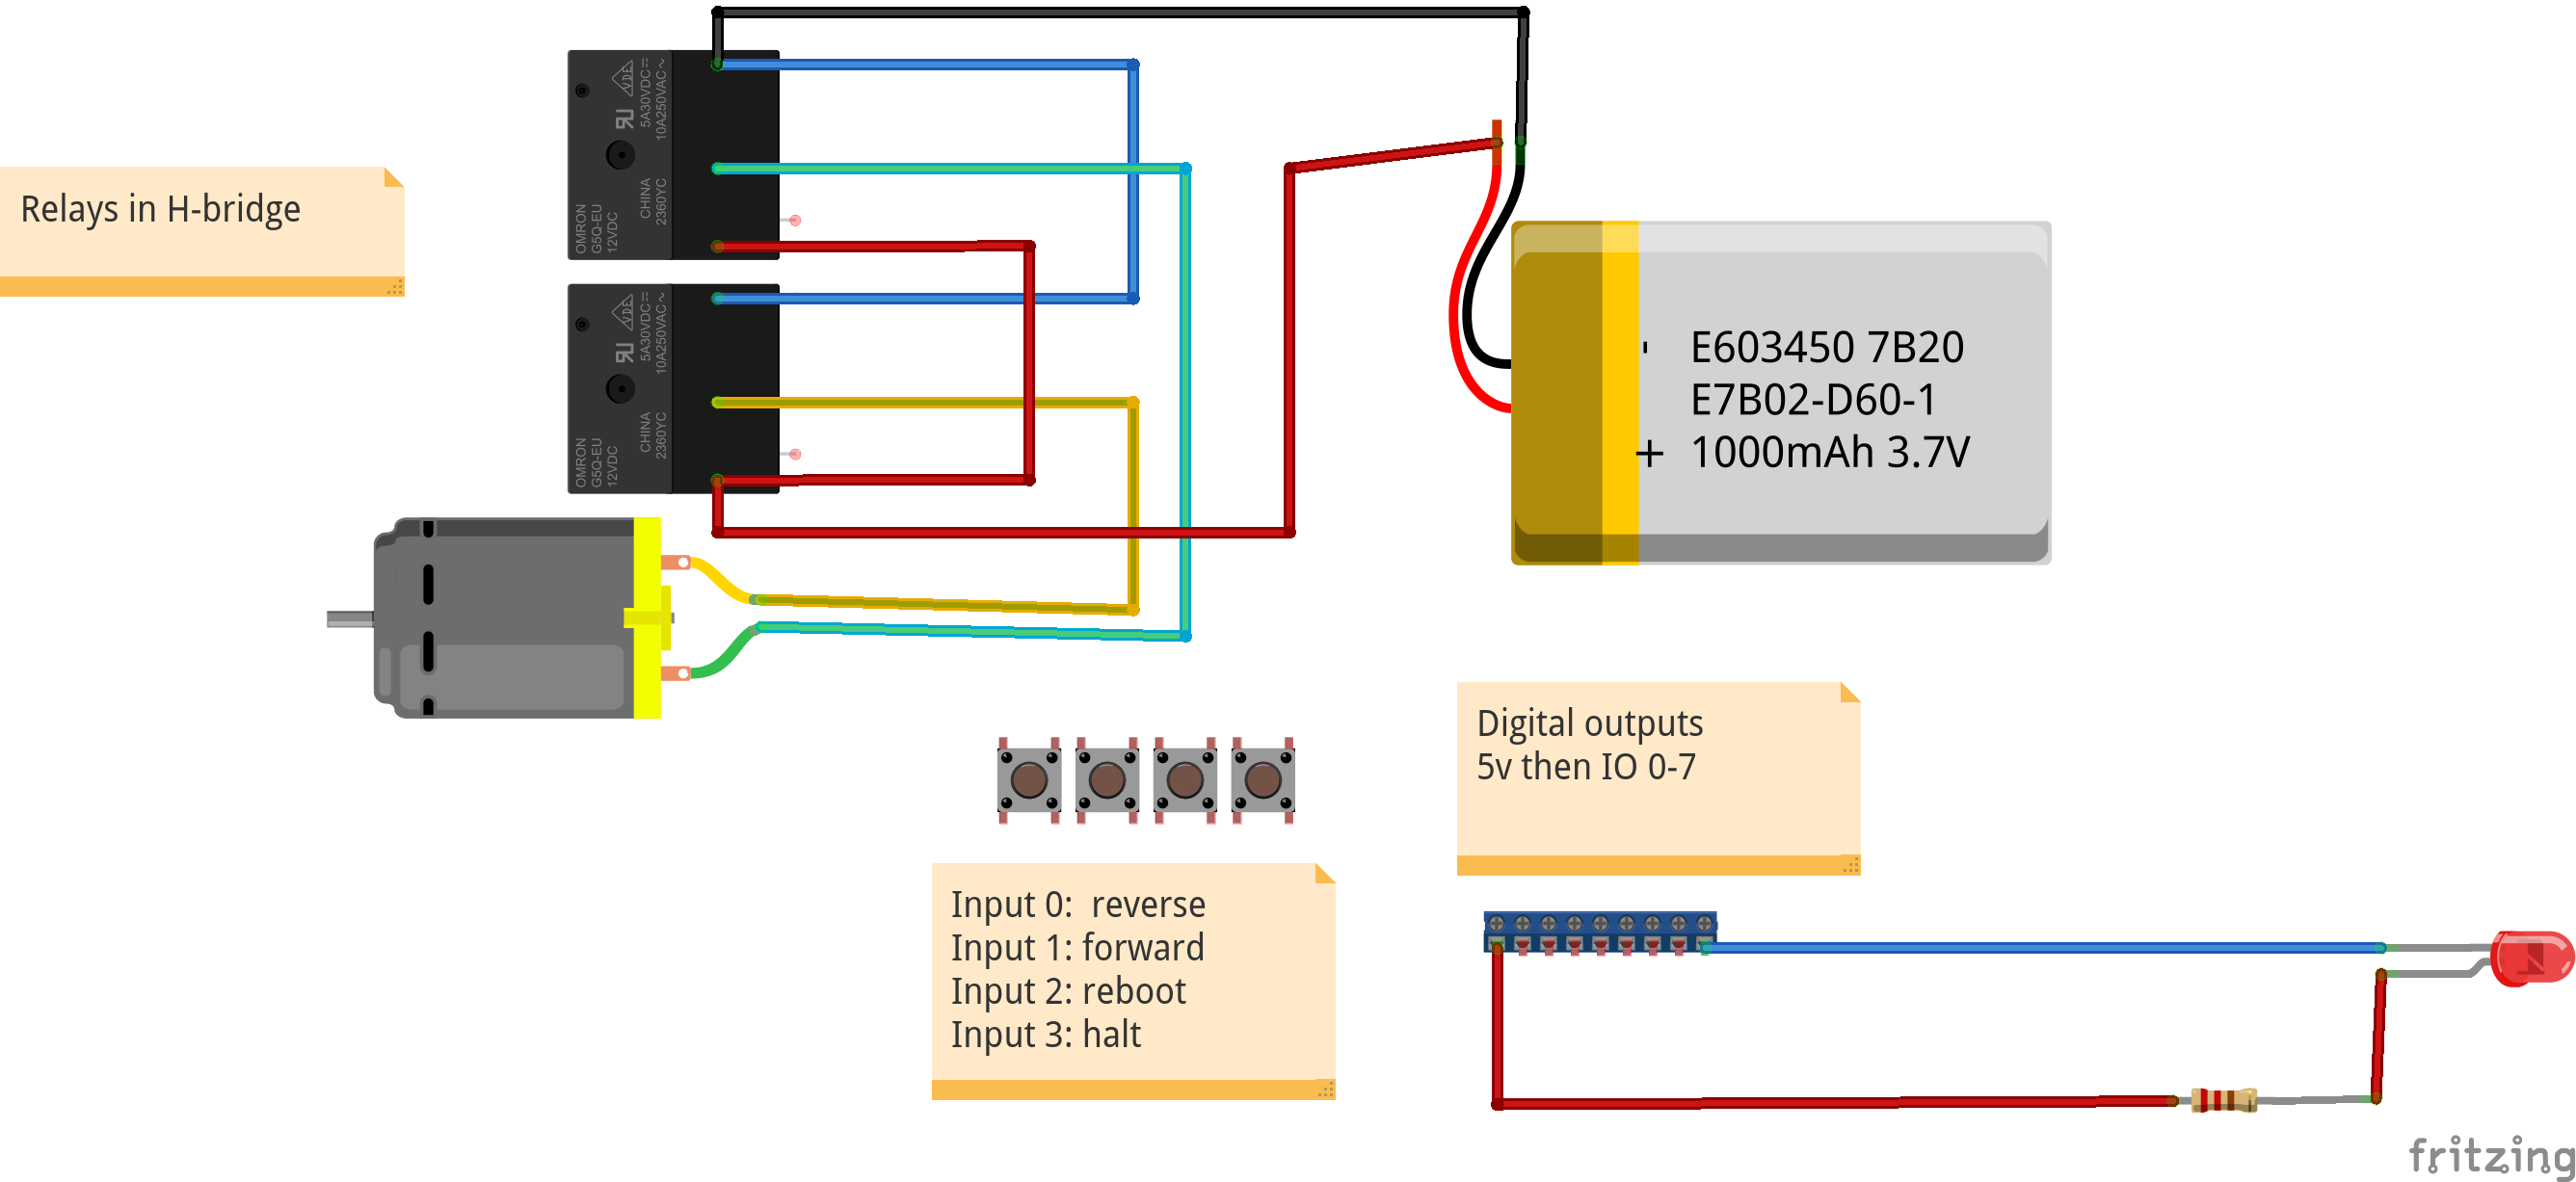 Relays in H-bridge
OMRON
G5Q-EU
12VDC
CHINA
2360YC
VDE
5A30VDC
10A250VAC~
OMRON
G5Q-EU
12VDC
CHINA
2360YC
VDE
5A30VDC
10A250VAC~
- E603450 7B20
E7B02-D60-1
+ 1000mAh 3.7V
Digital outputs
5v then IO 0-7
Input 0: reverse
Input 1: forward
Input 2: reboot
Input 3: halt
fritzing